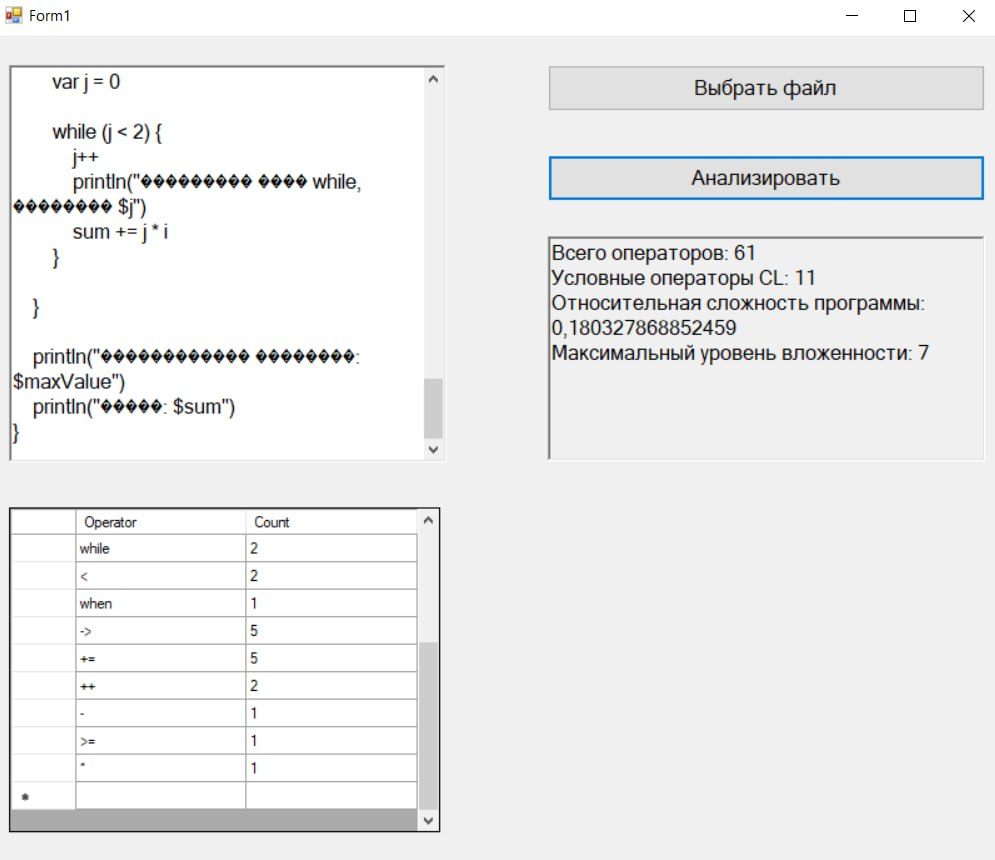 Form1
var j = 0
while (j < 2) {
j++
println("��������� ���� while,
�������� $j")
sum += j * i
}
}
println("������������ ��������:
$maxValue")
println("�����: $sum")
}
Выбрать файл
Анализировать
Всего операторов: 61
Условные операторы CL: 11
Относительная сложность программы:
0,180327868852459
Максимальный уровень вложенности: 7
Operator Count
while 2
< 2
when 1
-> 5
+= 5
++ 2
- 1
>= 1
* 1